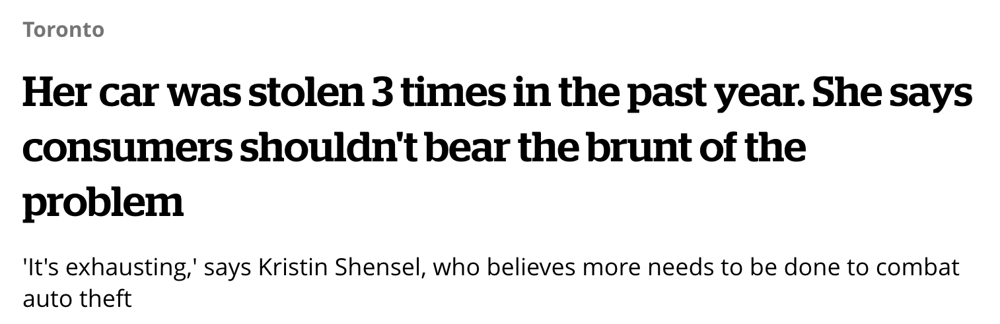 Toronto
Her car was stolen 3 times in the past year. She says
consumers shouldn't bear the brunt of the
problem
'It's exhausting,' says Kristin Shensel, who believes more needs to be done to combat
auto theft